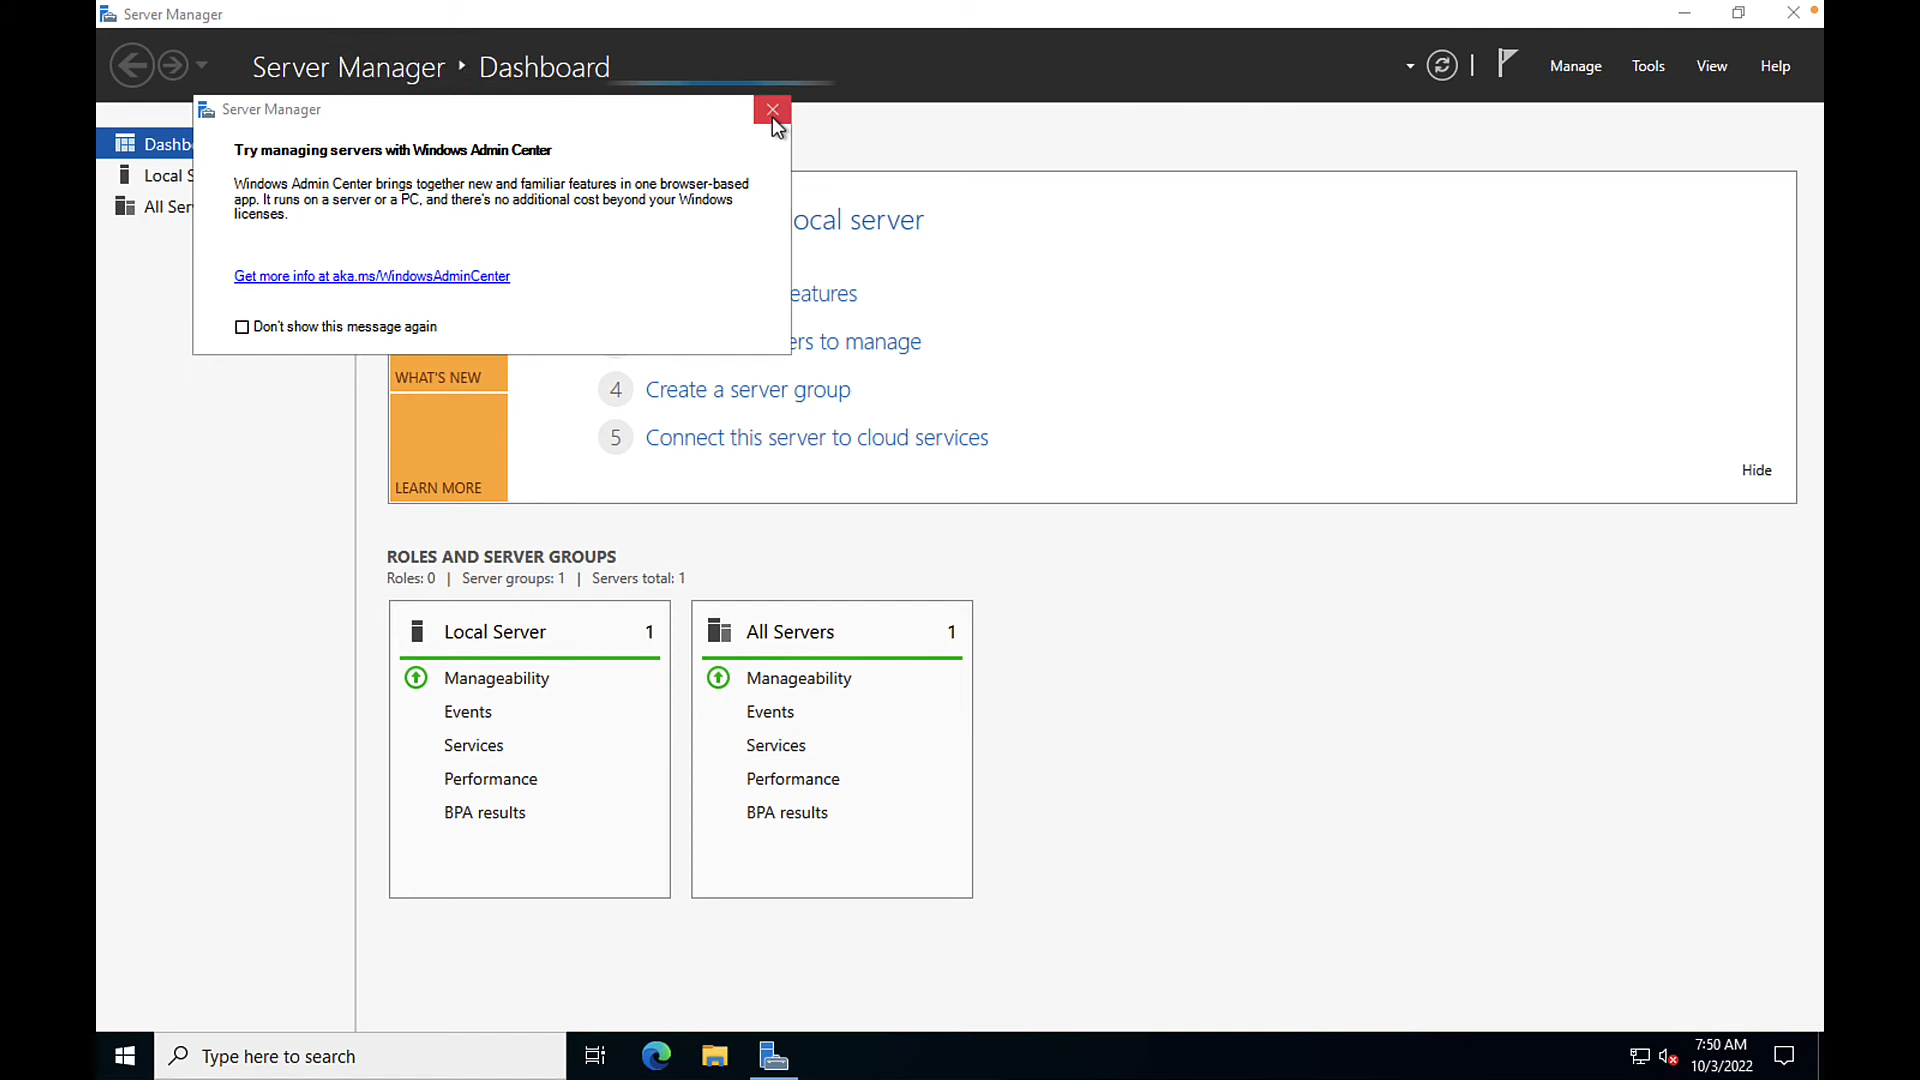 Server Manager
Server Manager Dashboard
Manage Tools View Help
Server Manager
Try managing servers with Windows Admin Center
Windows Admin Center brings together new and familiar features in one browser-based
app. It runs on a server or a PC, and there's no additional cost beyond your Windows
licenses.
Get more info at aka.ms/WindowsAdminCenter
Don't show this message again
Dashb
Local S
All Ser
ocal server
eatures
ers to manage
4 Create a server group
5 Connect this server to cloud services
WHAT'S NEW
LEARN MORE
Hide
ROLES AND SERVER GROUPS
Roles: 0 | Server groups: 1 | Servers total: 1
Local Server 1
Manageability
Events
Services
Performance
BPA results
All Servers 1
Manageability
Events
Services
Performance
BPA results
Type here to search
7:50 AM
10/3/2022